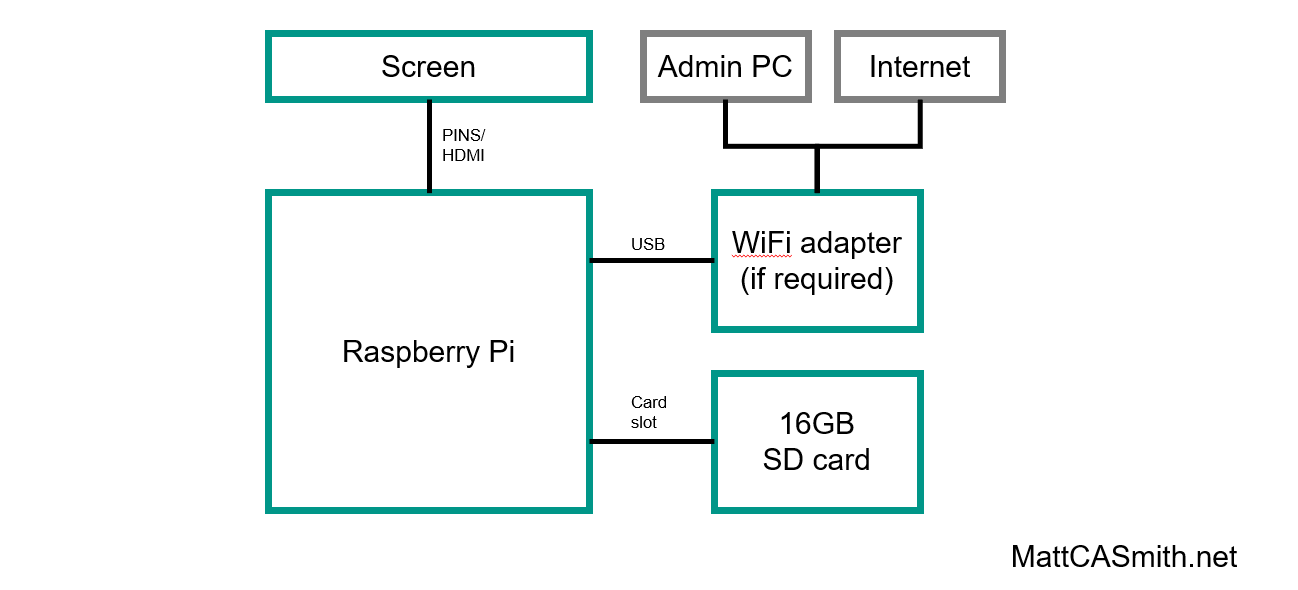 Screen
Admin PC
Internet
PINS/
HDMI
USB
WiFi adapter
(if required)
Raspberry Pi
Card
slot
16GB
SD card
MattCASmith.net